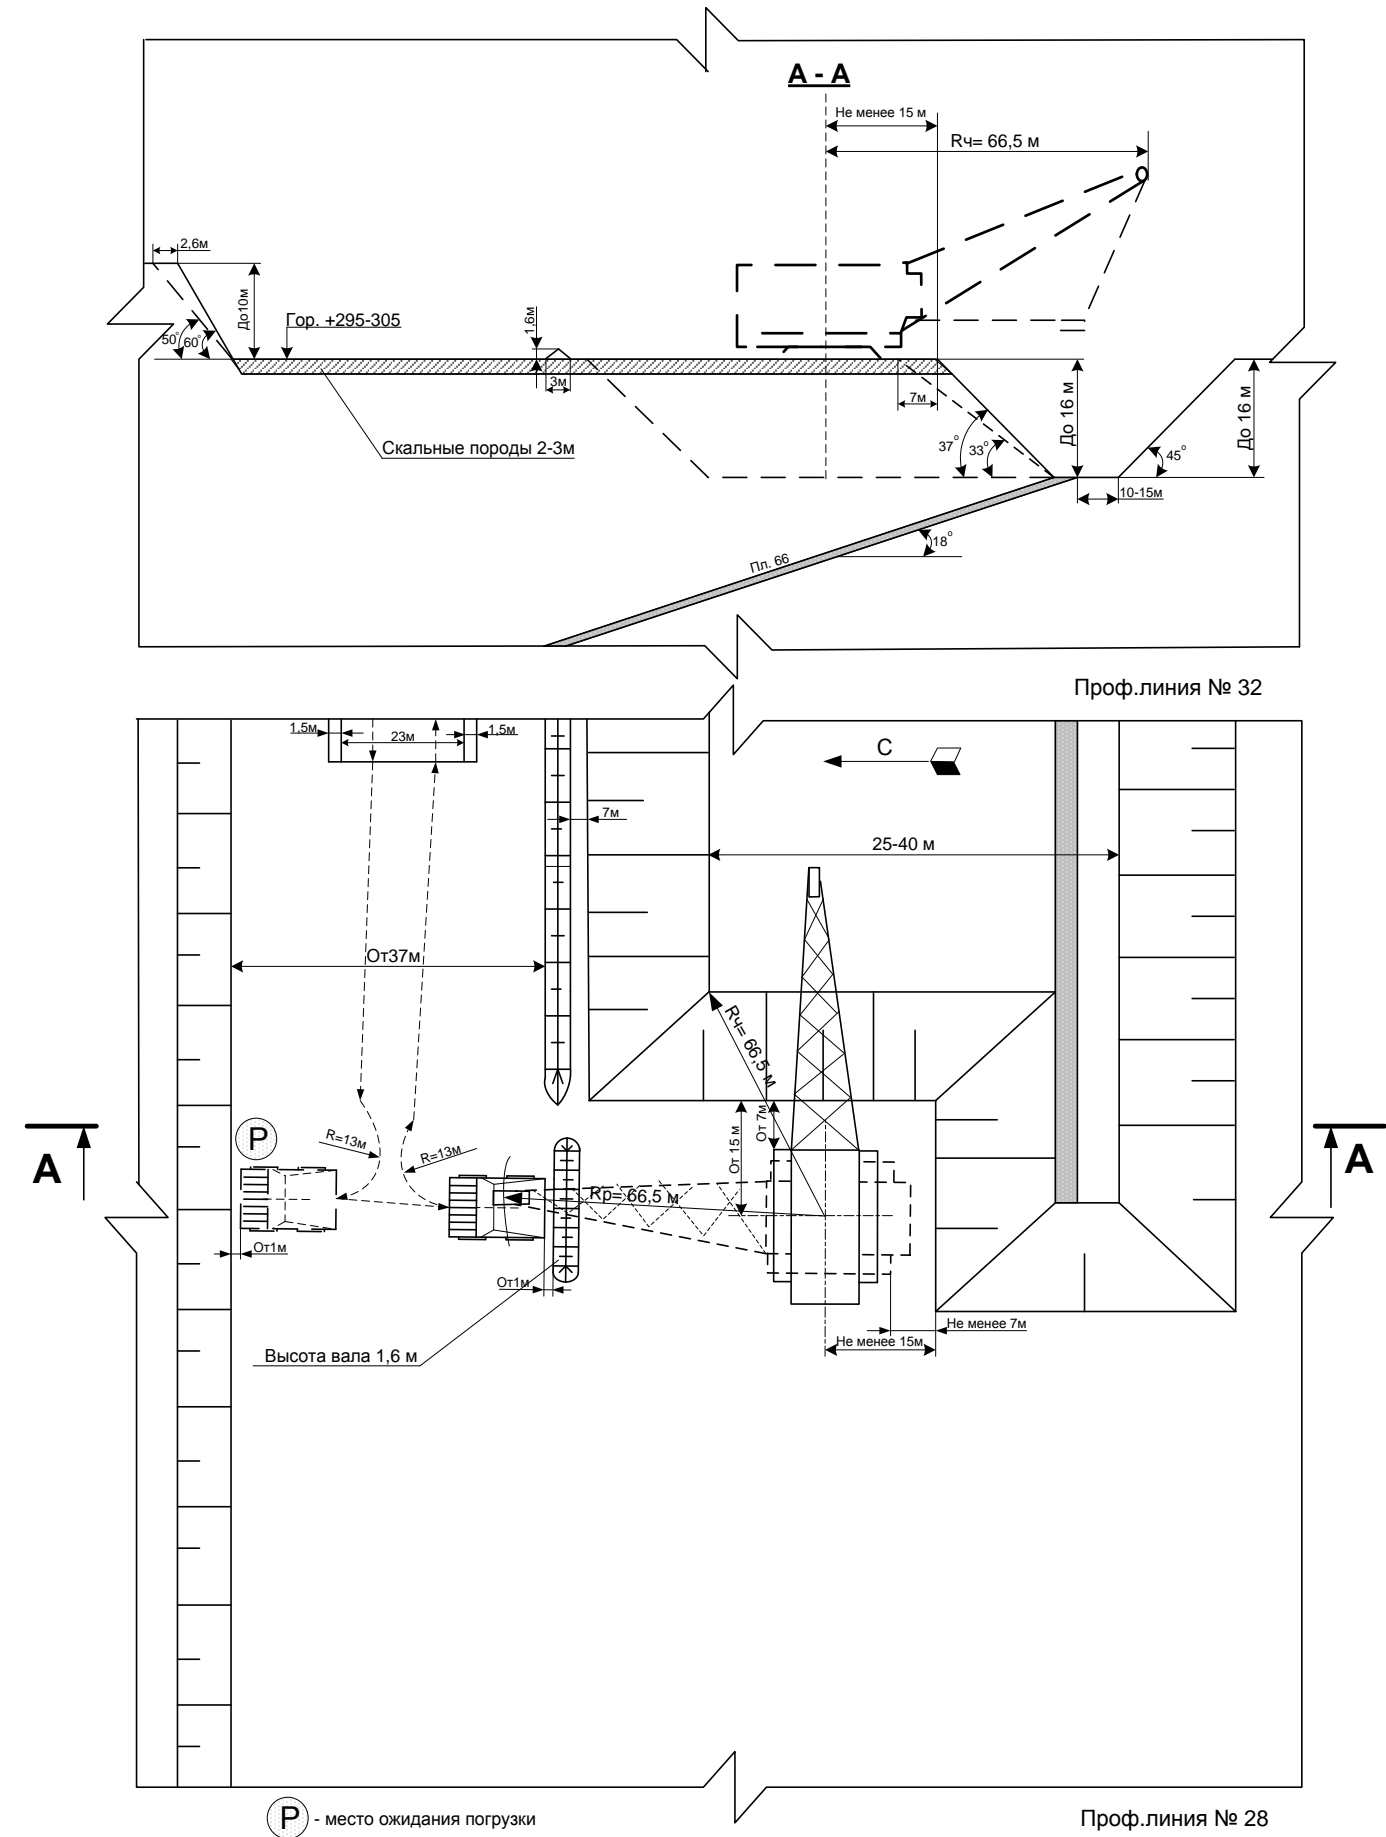 А - А
Не менее 15 м
Rч= 66,5 м
2,6м
До10м
Гор. +295-305
1,6м
50°
60°
3м
7м
До 16 м
До 16 м
Скальные породы 2-3м
37°
33°
45°
10-15м
18°
Пл. 66
Проф.линия № 32
1,5м
23м
1,5м
С
7м
25-40 м
От37м
Rч= 66,5 м
От 7м
От 15 м
А
Р
R=13м
R=13м
А
Rр= 66,5 м
От1м
От1м
Не менее 7м
Не менее 15м
Высота вала 1,6 м
Р - место ожидания погрузки
Проф.линия № 28